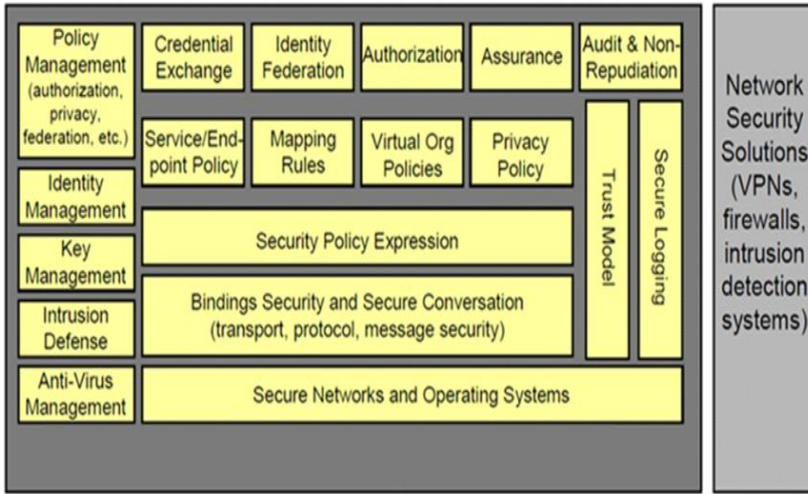 Policy
Management
(authorization,
privacy,
federation, etc.)
Credential
Exchange
Identity
Federation
Authorization
Assurance
Audit & Non-
Repudiation
Service/End-
point Policy
Mapping
Rules
Virtual Org
Policies
Privacy
Policy
Trust Model
Secure Logging
Identity
Management
Security Policy Expression
Key
Management
Bindings Security and Secure Conversation
(transport, protocol, message security)
Intrusion
Defense
Anti-Virus
Management
Secure Networks and Operating Systems
Network
Security
Solutions
(VPNs,
firewalls,
intrusion
detection
systems)